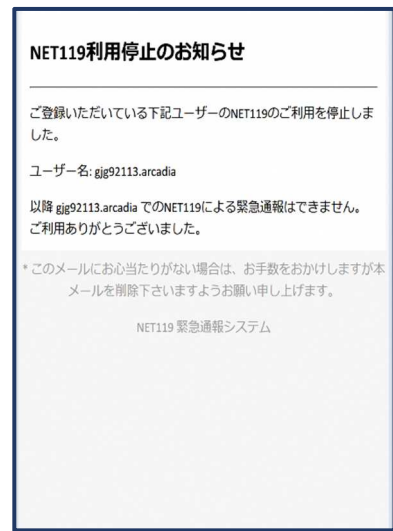 NET119利用停止のお知らせ
ご登録いただいている下記ユーザーのNET119のご利用を停止しま
した。
ユーザー名: gjg92113.arcadia
以降 gjg92113.arcadia でのNET119による緊急通報はできません。
ご利用ありがとうございました。
* このメールにお心当たりがない場合は、お手数をおかけしますが本
メールを削除下さいますようお願い申し上げます。
NET119 緊急通報システム